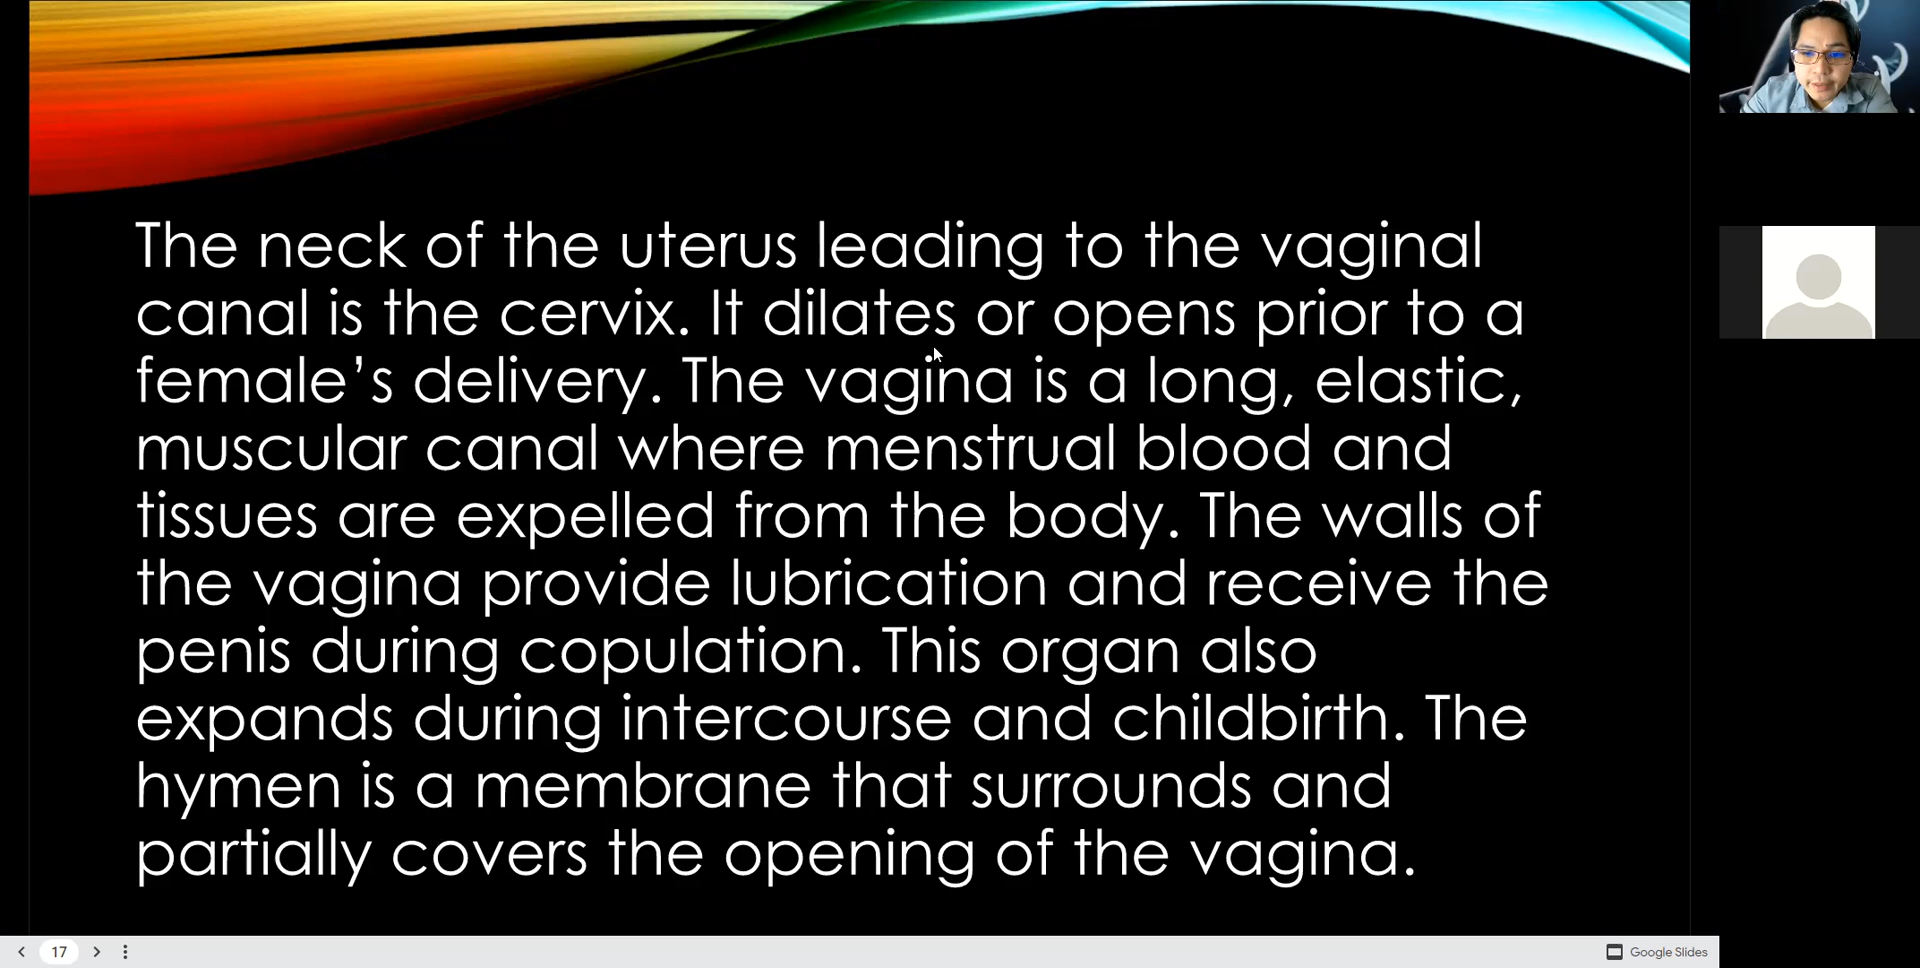 The neck of the uterus leading to the vaginal
canal is the cervix. It dilates or opens prior to a
female’s delivery. The vagina is a long, elastic,
muscular canal where menstrual blood and
tissues are expelled from the body. The walls of
the vagina provide lubrication and receive the
penis during copulation. This organ also
expands during intercourse and childbirth. The
hymen is a membrane that surrounds and
partially covers the opening of the vagina.
17
Google Slides